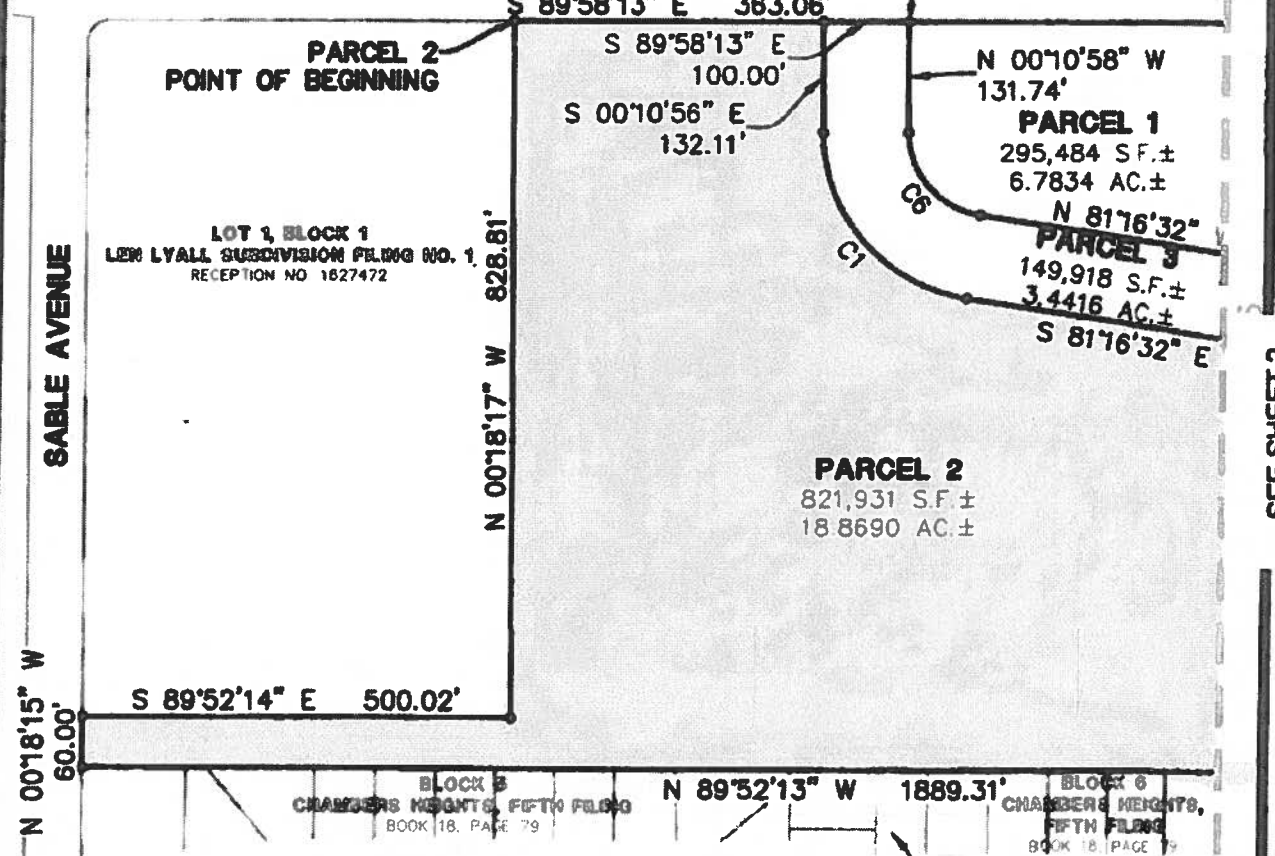 S 89°58'13" E 363.06'
PARCEL 2
POINT OF BEGINNING
S 89°58'13" E
100.00'
S 00°10'56" E
132.11'
N 00°10'58" W
131.74'
PARCEL 1
295,484 S.F.±
6.7834 AC.±
C6
N 81°16'32"
C1
PARCEL 3
149,918 S.F.±
3.4416 AC.±
S 81°16'32" E
LOT 1, BLOCK 1
LEN LYALL SUBDIVISION FILING NO. 1
RECEPTION NO 1627472
SABLE AVENUE
N 00°18'17" W 828.81'
PARCEL 2
821,931 S.F.±
18.8690 AC.±
SEE SHEET
S 89°52'14" E 500.02'
N 00°18'15" W
60.00'
BLOCK
CHAMBERS HEIGHTS, FIFTH FILING
BOOK 18, PAGE 79
N 89°52'13" W 1889.31'
BLOCK 6
CHAMBERS HEIGHTS,
FIFTH FILING
BOOK 18, PAGE 79